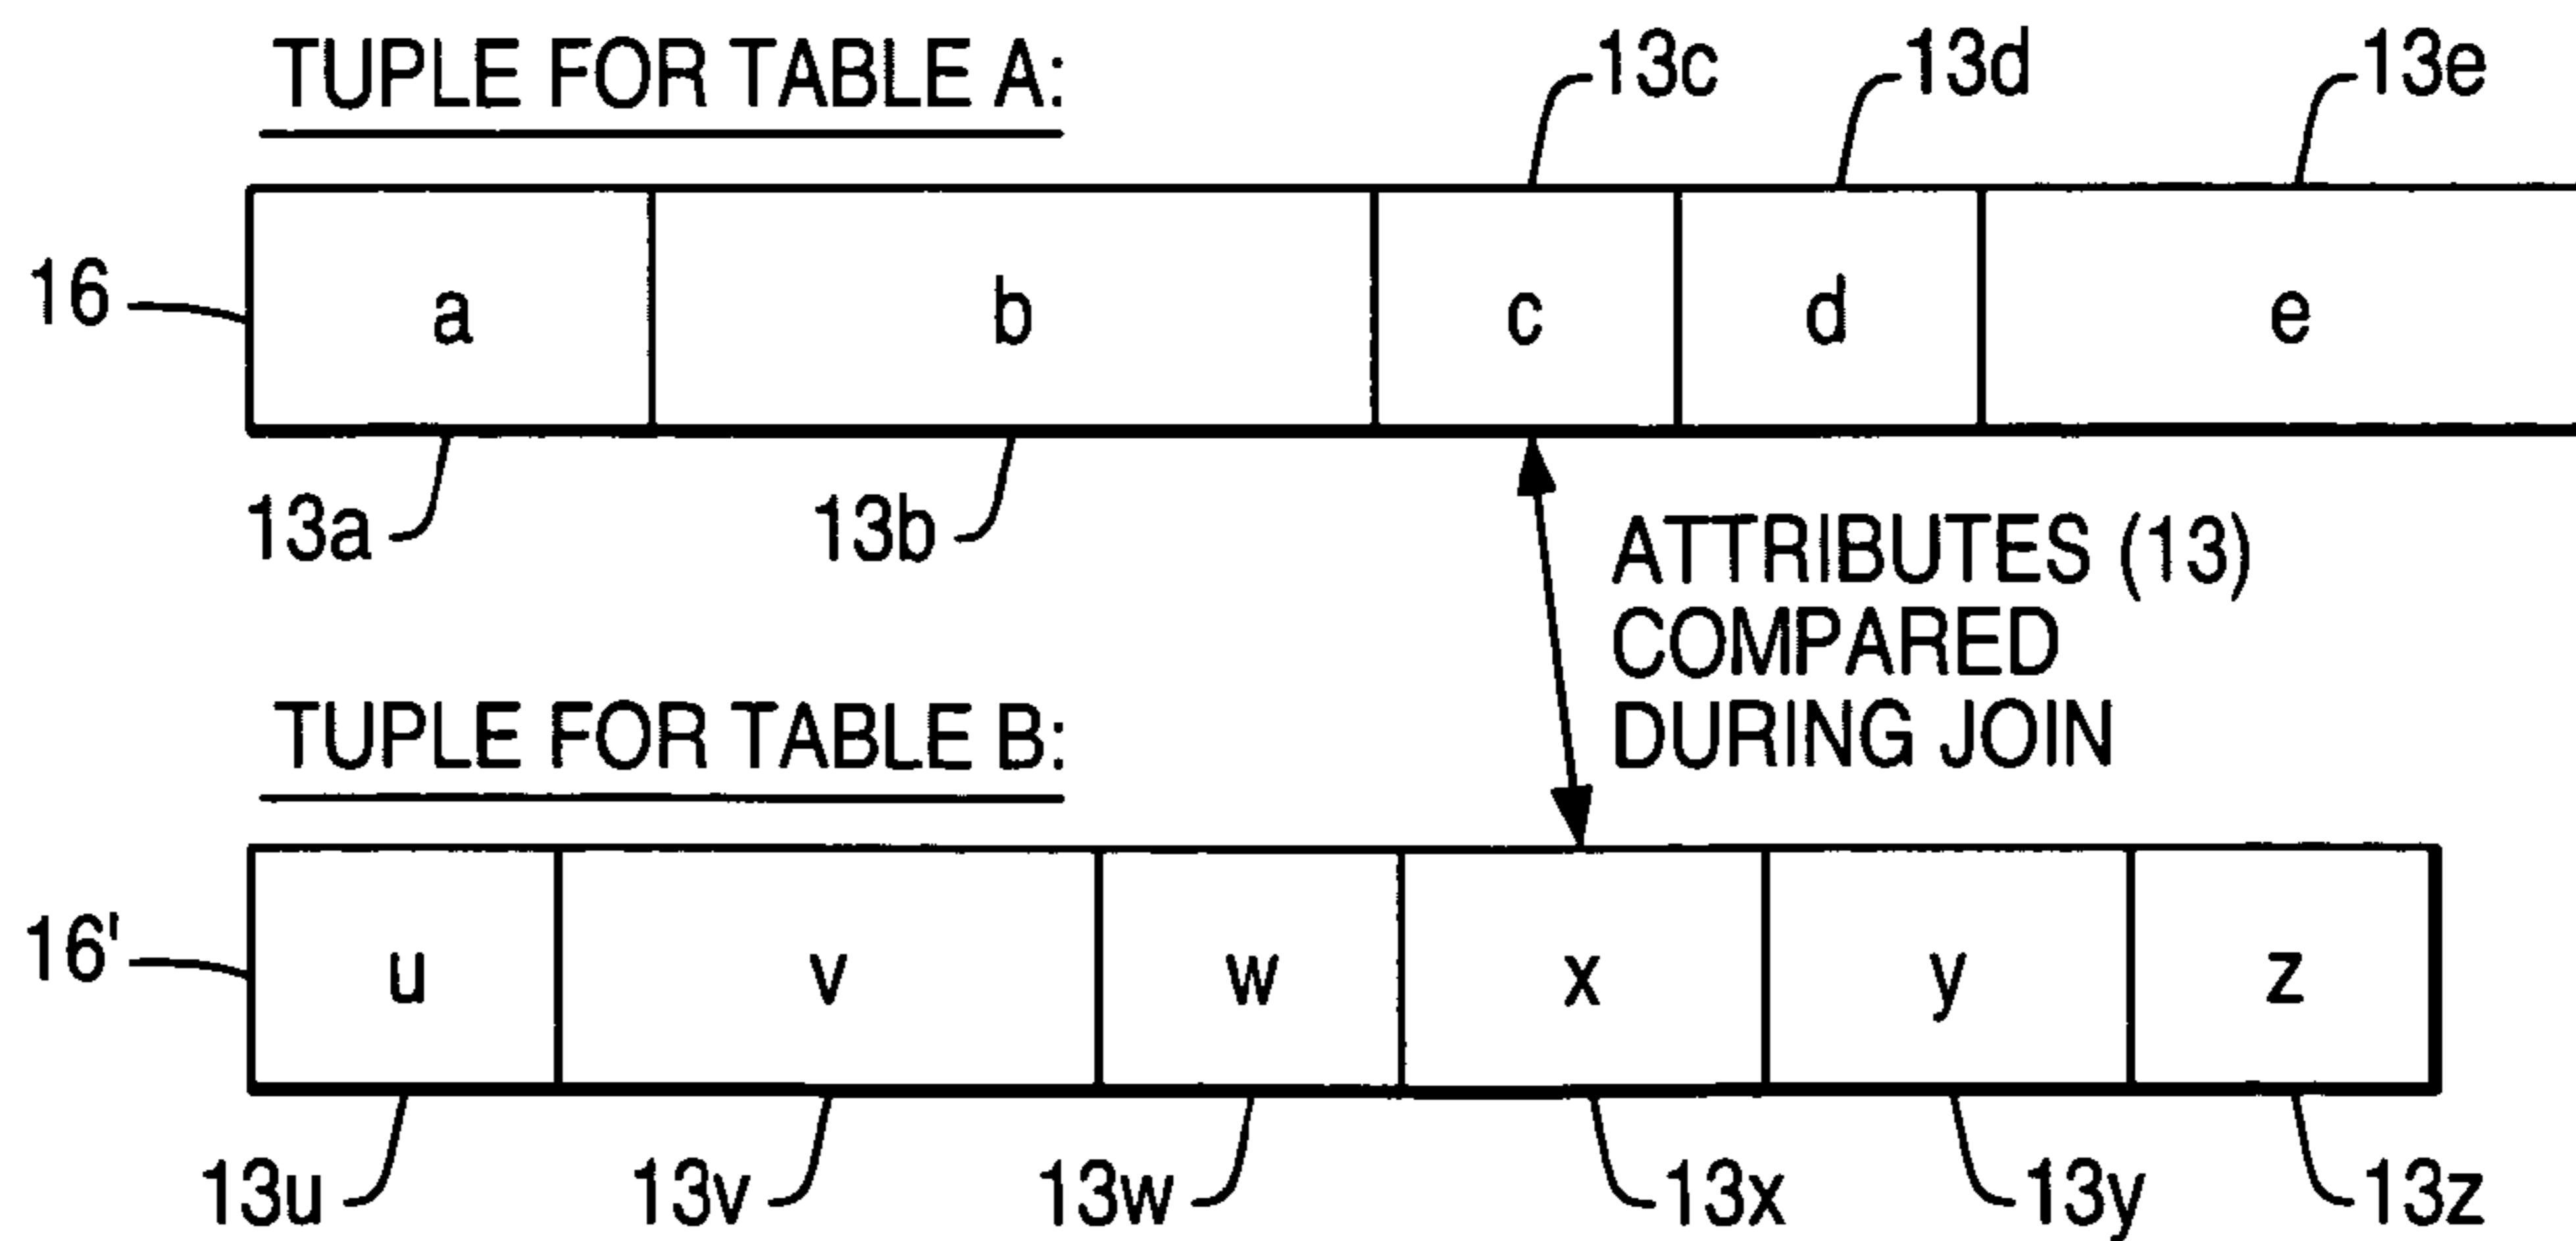 TUPLE FOR TABLE A:
13c 13d 13e
16 a b c d e
13a 13b
ATTRIBUTES (13)
COMPARED
DURING JOIN
TUPLE FOR TABLE B:
16' u v w x y z
13u 13v 13w 13x 13y 13z